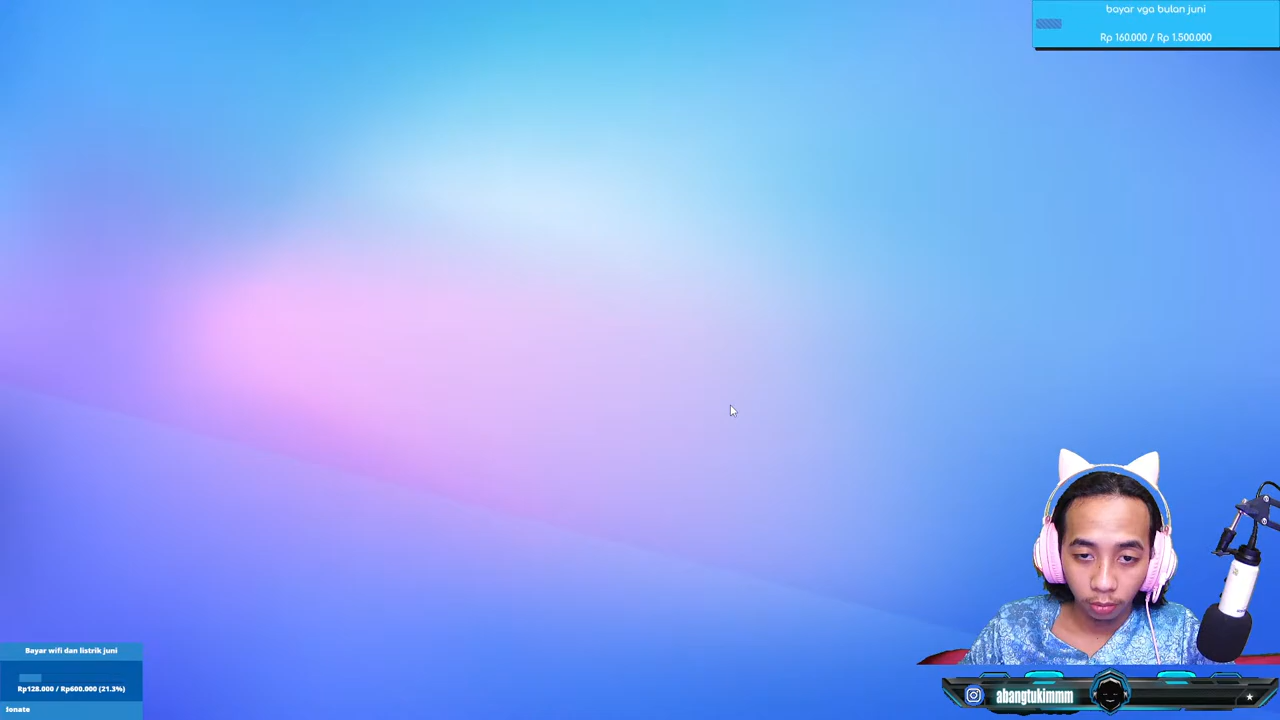 bayar vga bulan juni
Rp 160.000 / Rp 1.500.000
Bayar wifi dan listrik juni
Rp128.000 / Rp600.000 (21.3%)
abangtukimmm